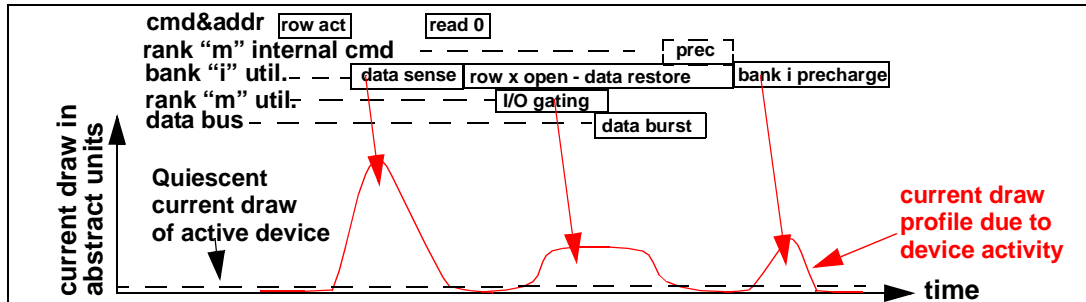 cmd&addr row act read 0
rank “m” internal cmd prec
bank “i” util. data sense row x open - data restore bank i precharge
rank “m” util. I/O gating
data bus data burst
current draw in
abstract units
Quiescent
current draw
of active device
current draw
profile due to
device activity
time